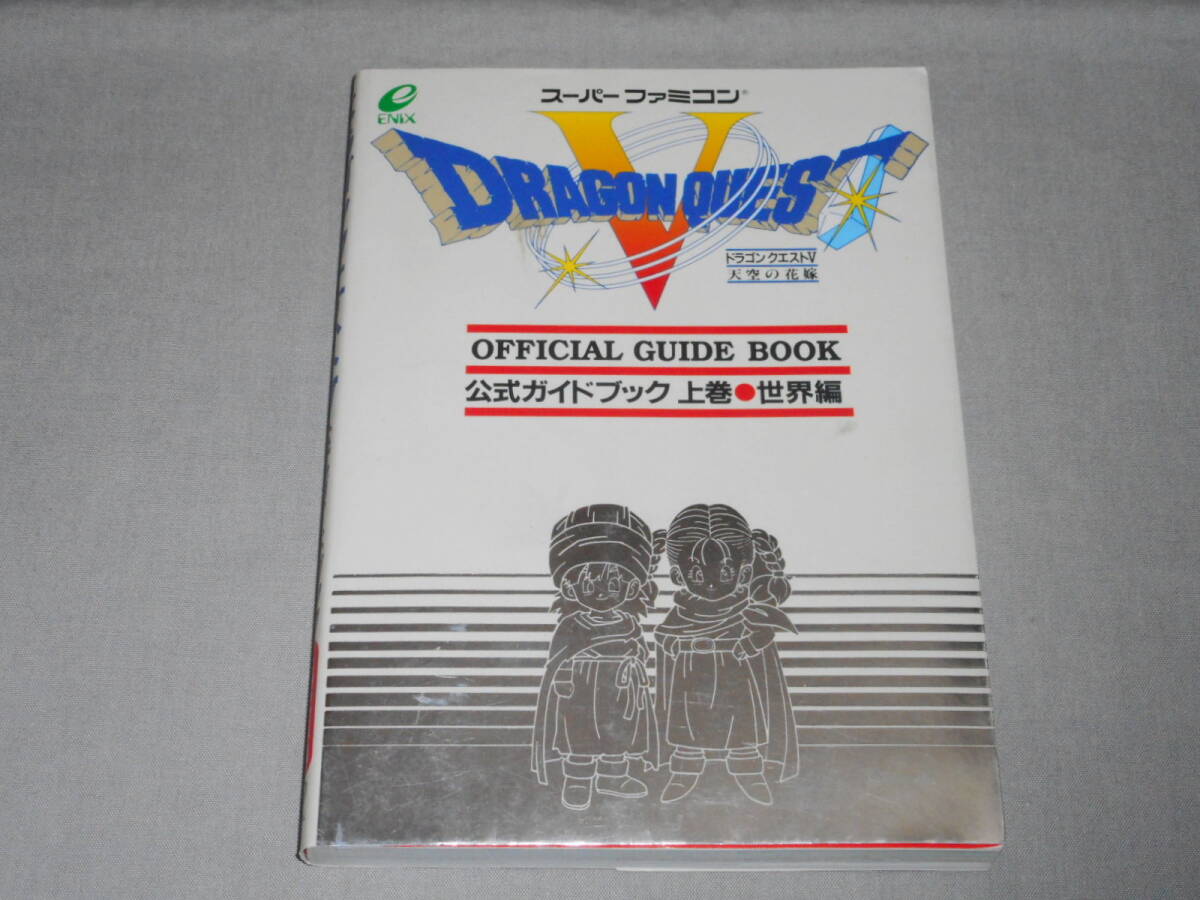 ENIX
スーパーファミコン®
V
DRAGON QUEST
ドラゴンクエストV
天空の花嫁
OFFICIAL GUIDE BOOK
公式ガイドブック 上巻●世界編